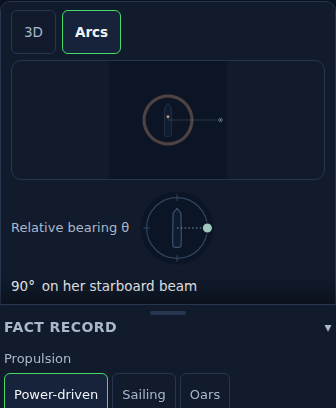 3D Arcs
Relative bearing θ
90° on her starboard beam
FACT RECORD ▼
Propulsion
Power-driven Sailing Oars